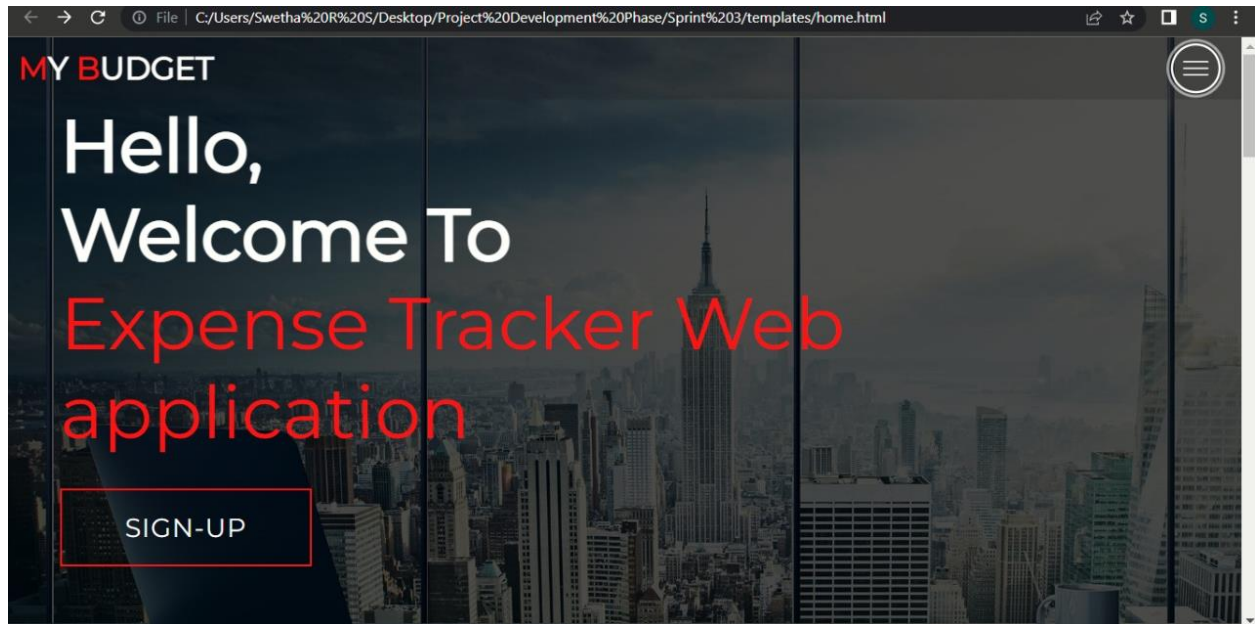 File | C:/Users/Swetha%20R%20S/Desktop/Project%20Development%20Phase/Sprint%203/templates/home.html
S
MY BUDGET
Hello,
Welcome To
Expense Tracker Web
application
SIGN-UP